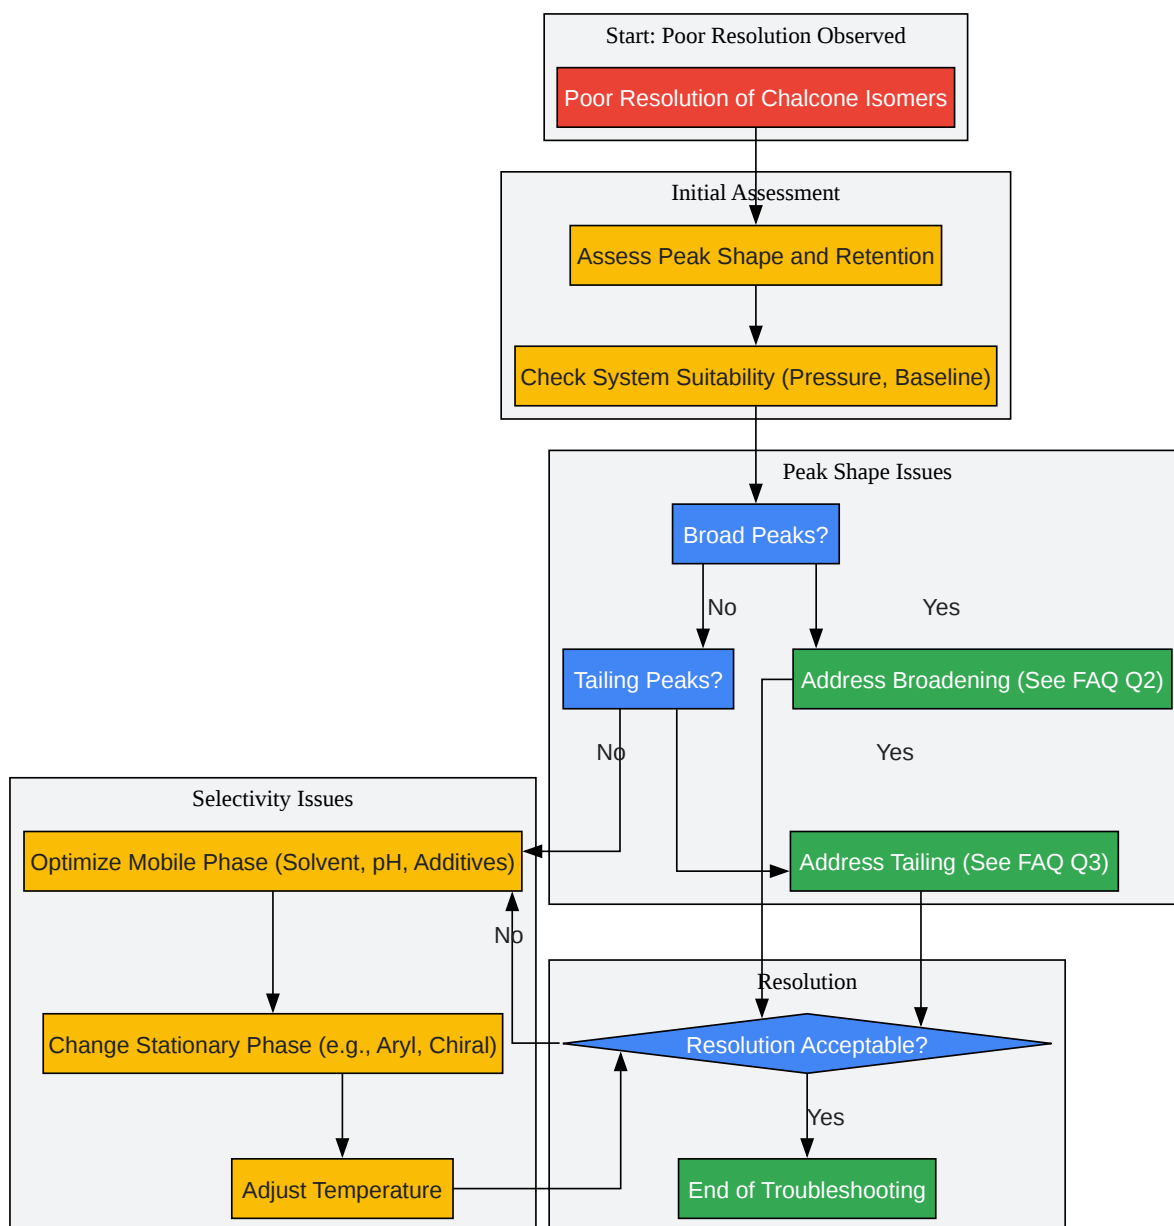 Start: Poor Resolution Observed
Poor Resolution of Chalcone Isomers
Initial Assessment
Assess Peak Shape and Retention
Check System Suitability (Pressure, Baseline)
Peak Shape Issues
Broad Peaks?
No
Yes
Tailing Peaks?
Address Broadening (See FAQ Q2)
No
Yes
Selectivity Issues
Optimize Mobile Phase (Solvent, pH, Additives)
Address Tailing (See FAQ Q3)
No
Resolution
Change Stationary Phase (e.g., Aryl, Chiral)
Resolution Acceptable?
Yes
Adjust Temperature
End of Troubleshooting